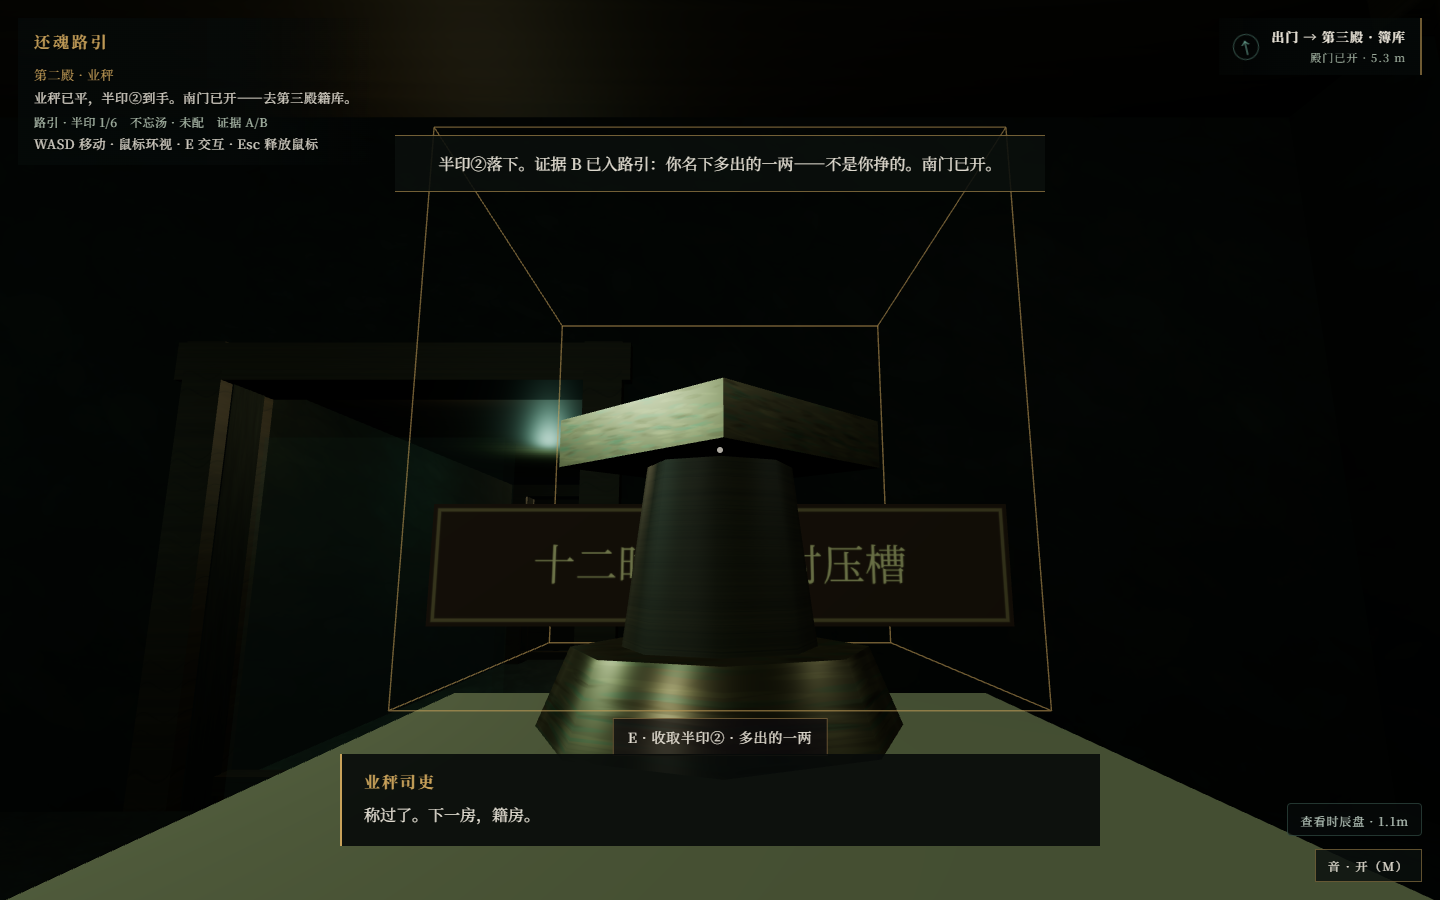 还魂路引
第二殿 · 业秤
业秤已平，半印②到手。南门已开——去第三殿籍库。
路引 · 半印 1/6 不忘汤 · 未配 证据 A/B
WASD 移动 · 鼠标环视 · E 交互 · Esc 释放鼠标
出门 → 第三殿 · 簿库
殿门已开 · 5.3 m
半印②落下。证据 B 已入路引：你名下多出的一两——不是你挣的。南门已开。
十二 压槽
E · 收取半印② · 多出的一两
业秤司吏
称过了。下一房，籍房。
查看时辰盘 · 1.1m
音 · 开（M）